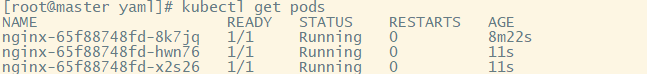 [root@master yaml]# kubectl get pods
NAME READY STATUS RESTARTS AGE
nginx-65f88748fd-8k7jq 1/1 Running 0 8m22s
nginx-65f88748fd-hwn76 1/1 Running 0 11s
nginx-65f88748fd-x2s26 1/1 Running 0 11s